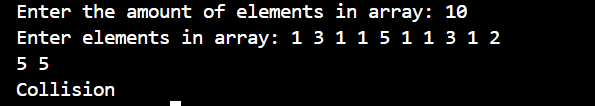 Enter the amount of elements in array: 10
Enter elements in array: 1 3 1 1 5 1 1 3 1 2
5 5
Collision